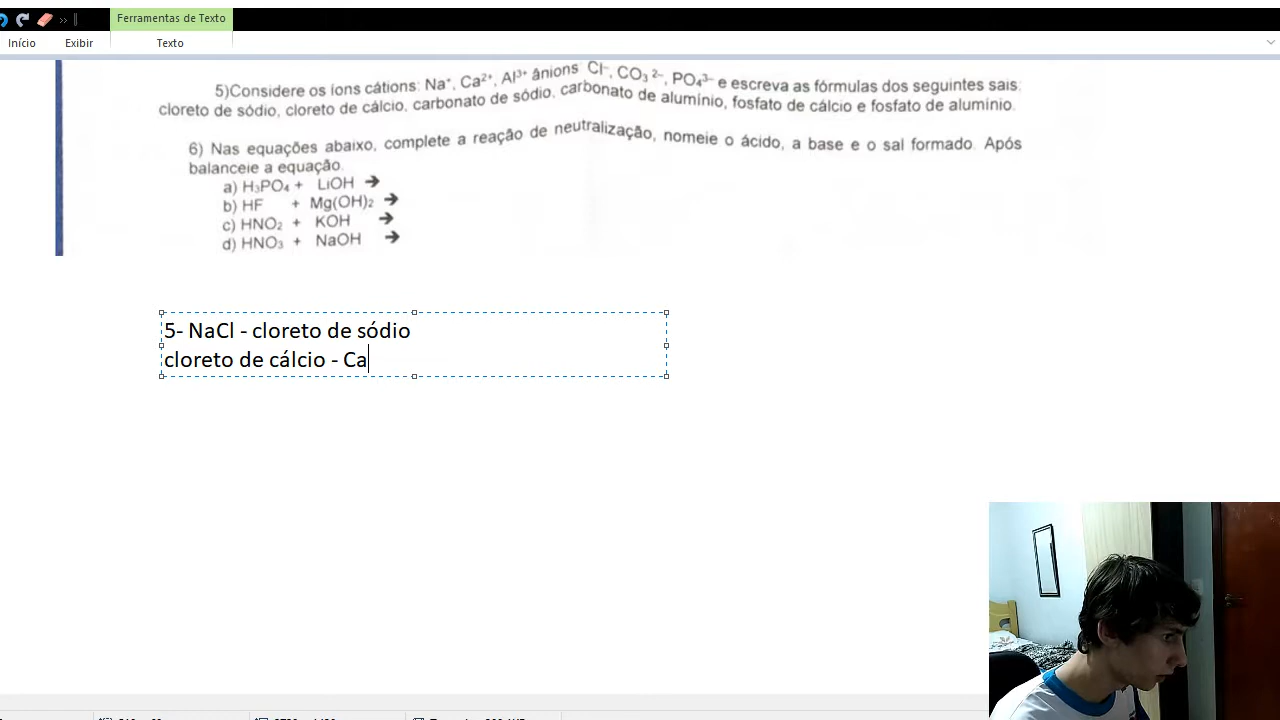 Ferramentas de Texto
Início Exibir Texto
5)Considere os íons cátions: Na⁺, Ca²⁺, Al³⁺ ânions: Cl⁻, CO₃ ²⁻, PO₄³⁻ e escreva as fórmulas dos seguintes sais:
cloreto de sódio, cloreto de cálcio, carbonato de sódio, carbonato de alumínio, fosfato de cálcio e fosfato de alumínio.
6) Nas equações abaixo, complete a reação de neutralização, nomeie o ácido, a base e o sal formado. Após
balanceie a equação.
a) H₃PO₄ + LiOH ➔
b) HF + Mg(OH)₂ ➔
c) HNO₂ + KOH ➔
d) HNO₃ + NaOH ➔
5- NaCl - cloreto de sódio
cloreto de cálcio - Ca